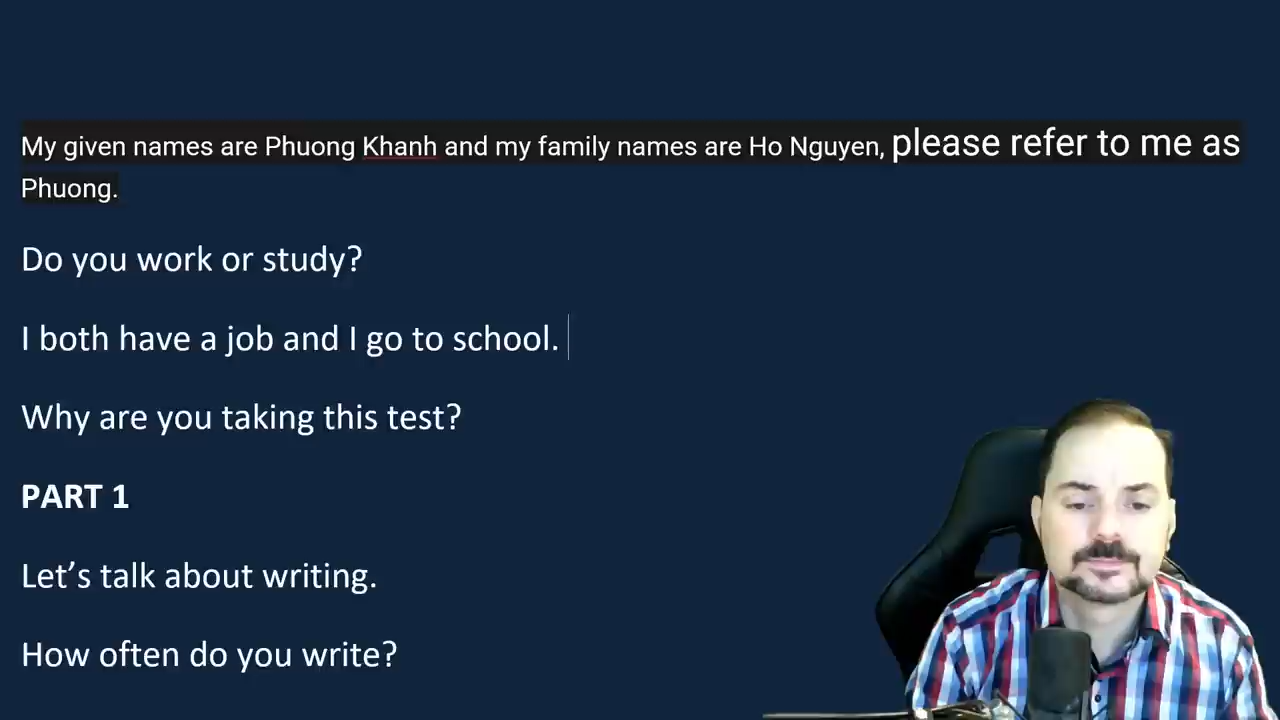 My given names are Phuong Khanh and my family names are Ho Nguyen, please refer to me as
Phuong.
Do you work or study?
I both have a job and I go to school.
Why are you taking this test?
PART 1
Let’s talk about writing.
How often do you write?